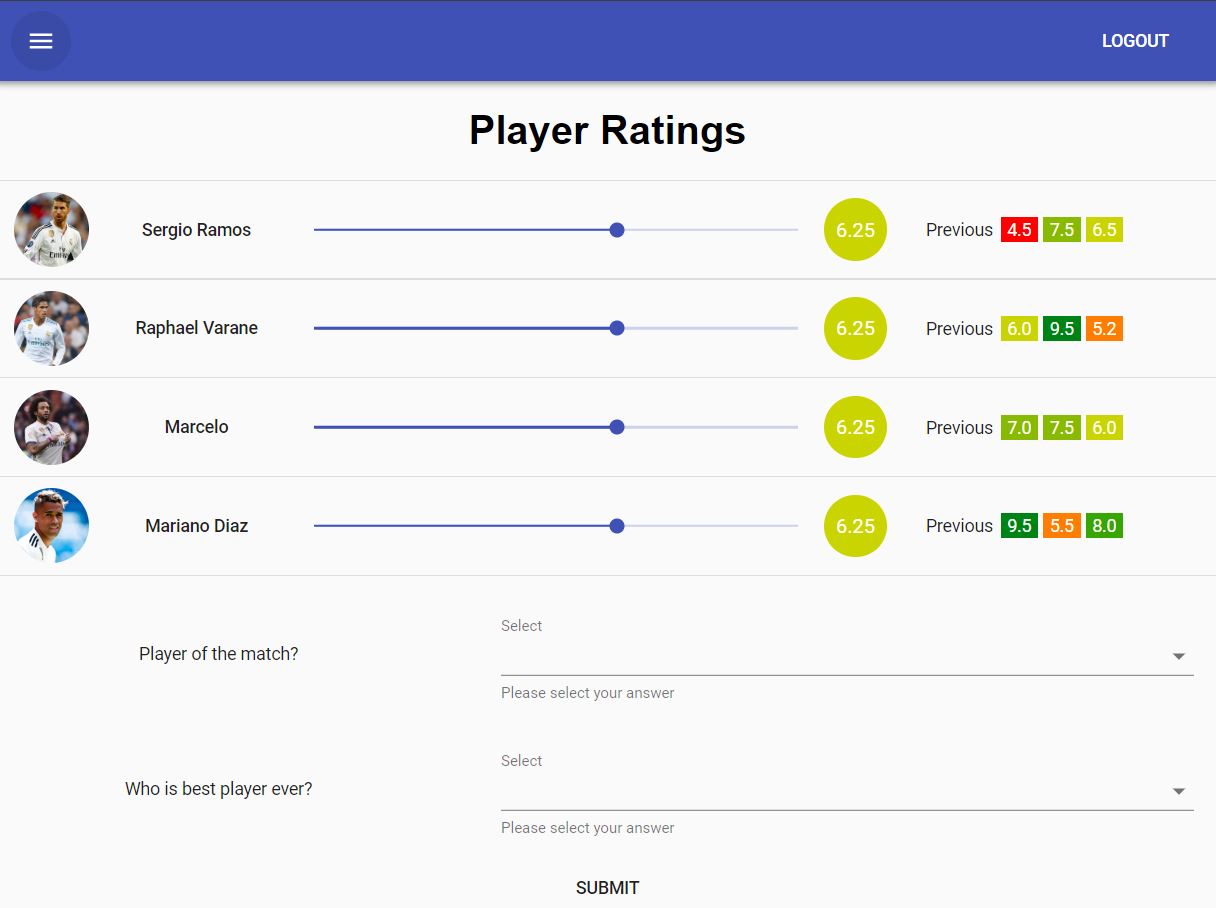 LOGOUT
Player Ratings
Sergio Ramos 6.25 Previous 4.5 7.5 6.5
Raphael Varane 6.25 Previous 6.0 9.5 5.2
Marcelo 6.25 Previous 7.0 7.5 6.0
Mariano Diaz 6.25 Previous 9.5 5.5 8.0
Select
Player of the match?
Please select your answer
Select
Who is best player ever?
Please select your answer
SUBMIT